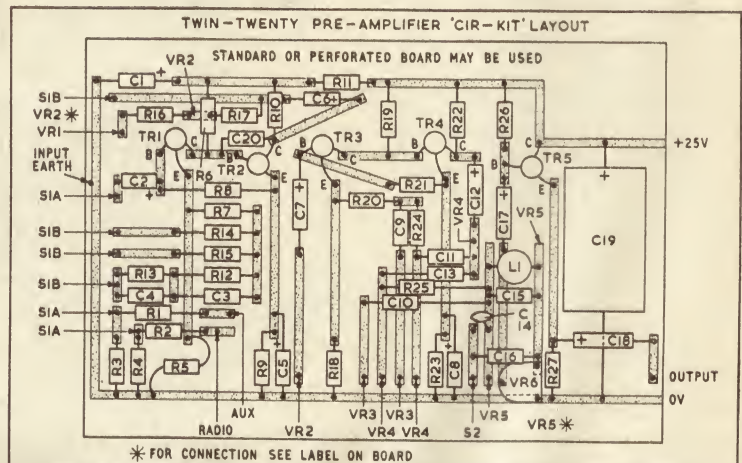 TWIN-TWENTY PRE-AMPLIFIER 'CIR-KIT' LAYOUT
STANDARD OR PERFORATED BOARD MAY BE USED
C1 +
VR2
R11
S1B
VR2 *
VR1
R16
R17
R10
C6+
R19
R22
R26
TR1
C20
TR3
TR4
TR5
+25V
B
C
TR2
C
B
C
B
C
B
C
INPUT
EARTH
C2
+
R6
B
E
E
E
E
S1A
R8
R21
R7
C7
+
R20
C9
R24
C12
+
VR4
C17
+
VR5
C19
+
S1B
R14
R15
C11
L1
S1B
R13
R12
C13
R25
C4
C3
C10
C15
S1A
R1
C
14
S1A
R2
R3
R4
R5
R9
C5
R18
R23
+
C8
C16
VR6
R27
+
C18
OUTPUT
0V
AUX
RADIO
VR2
VR3
VR3
VR4
VR4
S2
VR5
VR5 *
* FOR CONNECTION SEE LABEL ON BOARD